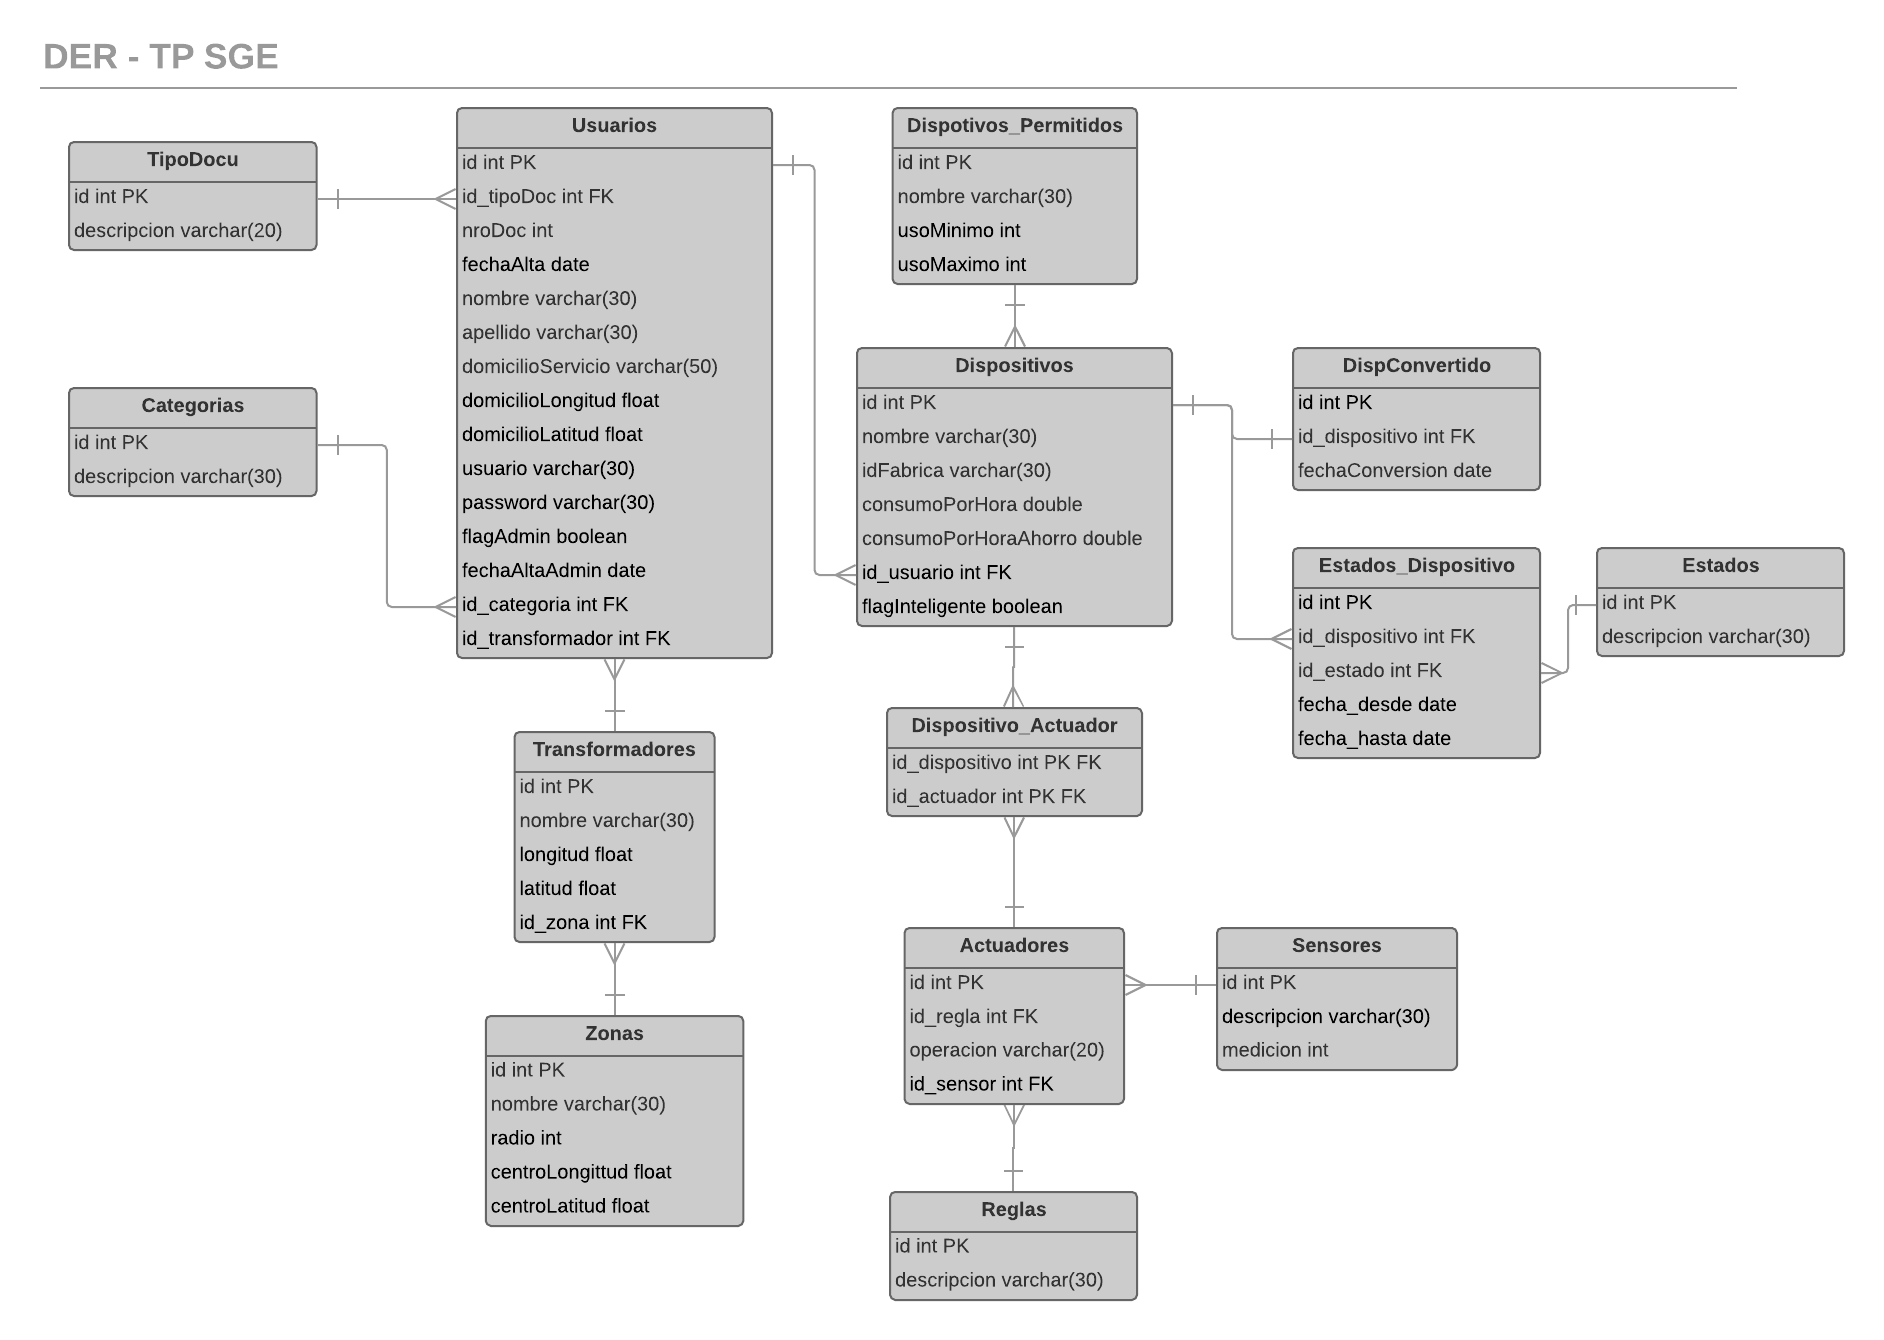 DER - TP SGE
TipoDocu
id int PK
descripcion varchar(20)
Categorias
id int PK
descripcion varchar(30)
Usuarios
id int PK
id_tipoDoc int FK
nroDoc int
fechaAlta date
nombre varchar(30)
apellido varchar(30)
domicilioServicio varchar(50)
domicilioLongitud float
domicilioLatitud float
usuario varchar(30)
password varchar(30)
flagAdmin boolean
fechaAltaAdmin date
id_categoria int FK
id_transformador int FK
Transformadores
id int PK
nombre varchar(30)
longitud float
latitud float
id_zona int FK
Zonas
id int PK
nombre varchar(30)
radio int
centroLongittud float
centroLatitud float
Dispotivos_Permitidos
id int PK
nombre varchar(30)
usoMinimo int
usoMaximo int
Dispositivos
id int PK
nombre varchar(30)
idFabrica varchar(30)
consumoPorHora double
consumoPorHoraAhorro double
id_usuario int FK
flagInteligente boolean
Dispositivo_Actuador
id_dispositivo int PK FK
id_actuador int PK FK
Actuadores
id int PK
id_regla int FK
operacion varchar(20)
id_sensor int FK
Reglas
id int PK
descripcion varchar(30)
DispConvertido
id int PK
id_dispositivo int FK
fechaConversion date
Estados_Dispositivo
id int PK
id_dispositivo int FK
id_estado int FK
fecha_desde date
fecha_hasta date
Estados
id int PK
descripcion varchar(30)
Sensores
id int PK
descripcion varchar(30)
medicion int